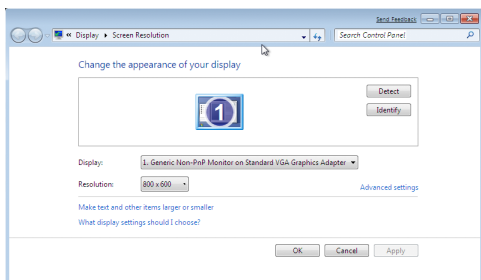 Send Feedback
« Display ▸ Screen Resolution
Search Control Panel
Change the appearance of your display
1
Detect
Identify
Display: 1. Generic Non-PnP Monitor on Standard VGA Graphics Adapter
Resolution: 800 x 600
Advanced settings
Make text and other items larger or smaller
What display settings should I choose?
OK Cancel Apply